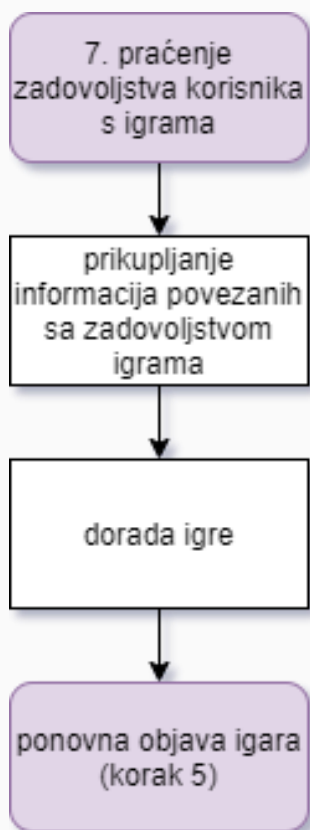 7. praćenje
zadovoljstva korisnika
s igrama
prikupljanje
informacija povezanih
sa zadovoljstvom
igrama
dorada igre
ponovna objava igara
(korak 5)